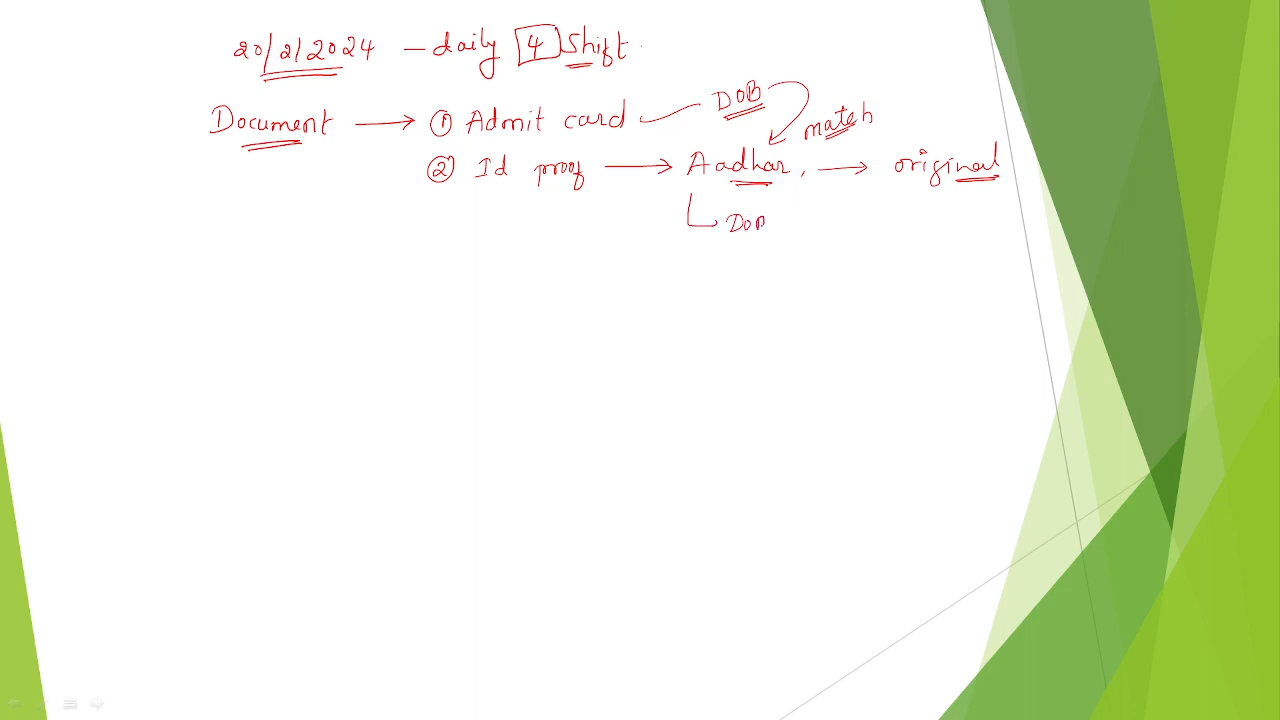 20/2/2024 – daily 4 Shift
Document → ① Admit card DOB match
② Id proof → Aadhar, → original
DOB